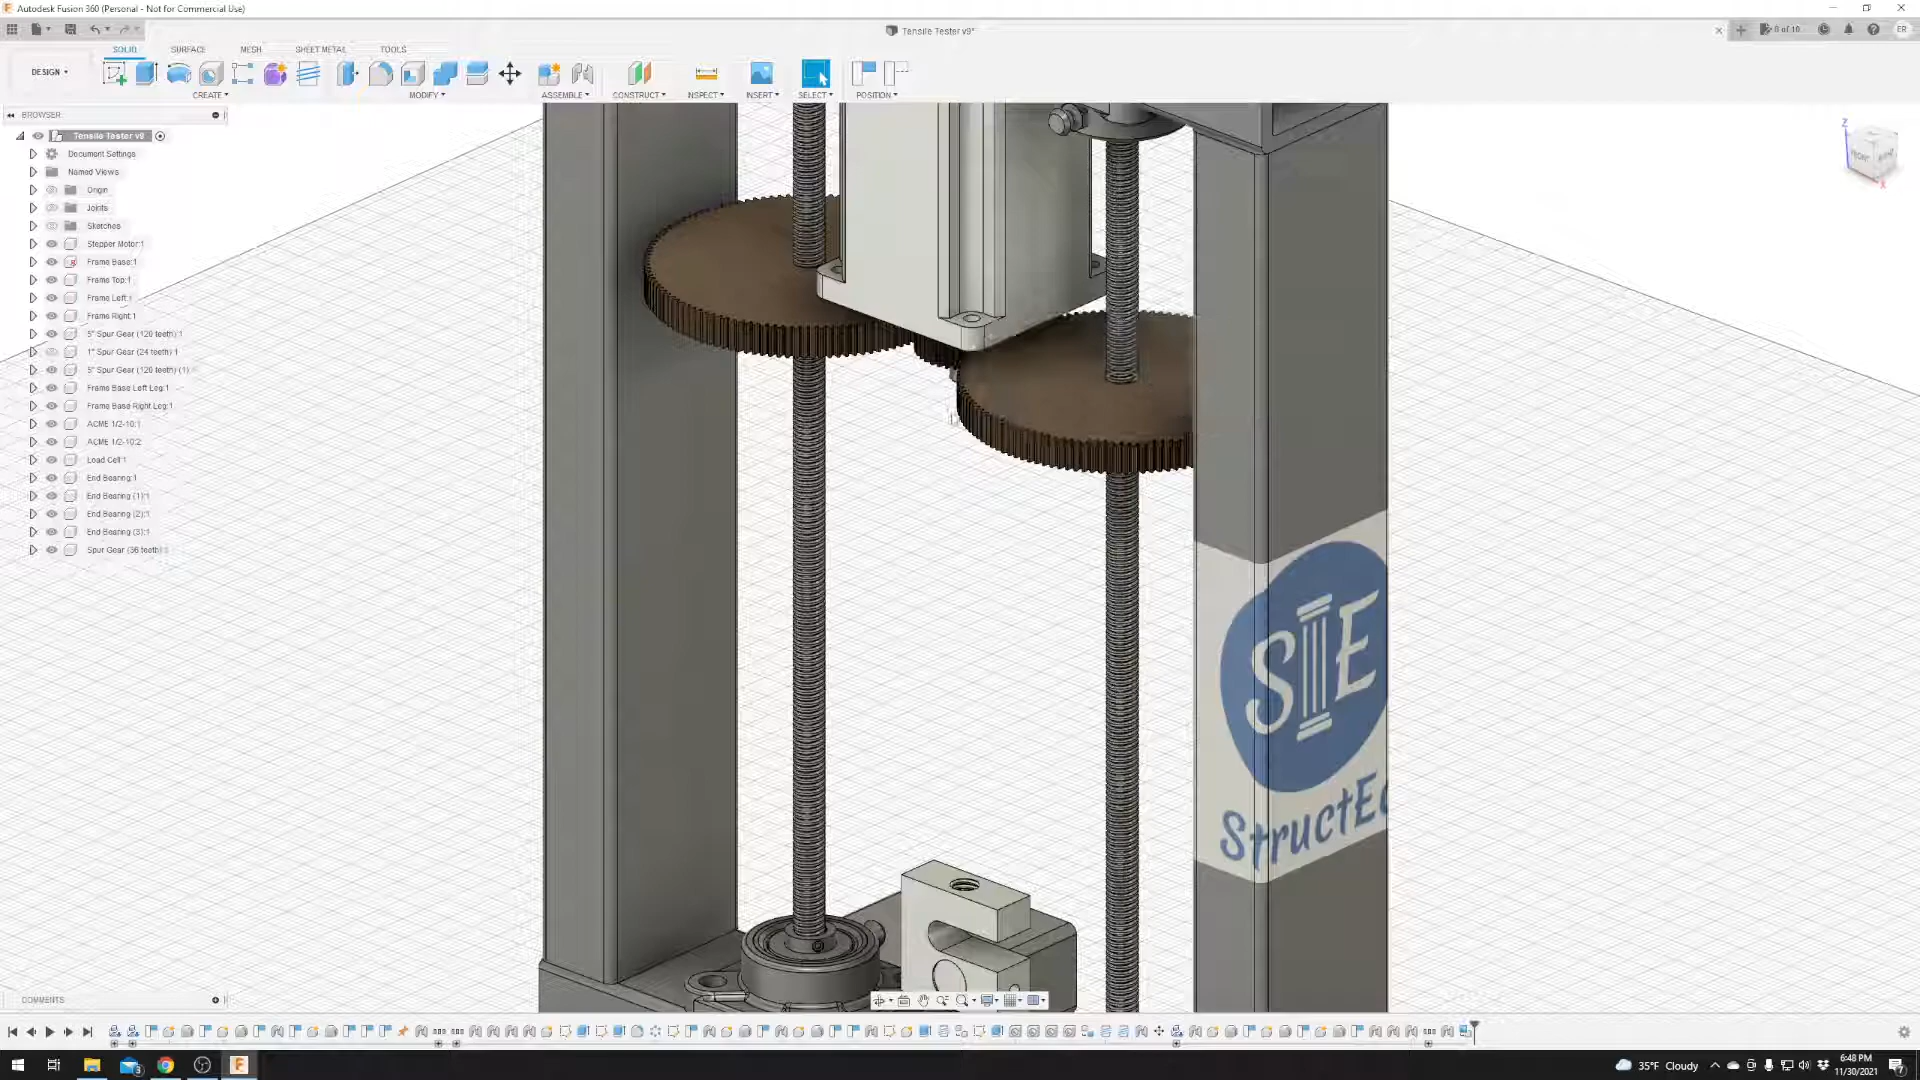 Autodesk Fusion 360 (Personal - Not for Commercial Use)
Tensile Tester v9*
8 of 10
ER
SOLID
SURFACE
MESH
SHEET METAL
TOOLS
DESIGN
CREATE
MODIFY
ASSEMBLE
CONSTRUCT
INSPECT
INSERT
SELECT
POSITION
BROWSER
Tensile Tester v9
Document Settings
Named Views
Origin
Joints
Sketches
Stepper Motor:1
Frame Base:1
Frame Top:1
Frame Left:1
Frame Right:1
5" Spur Gear (120 teeth):1
1" Spur Gear (24 teeth):1
5" Spur Gear (120 teeth) (1)
Frame Base Left Leg:1
Frame Base Right Leg:1
ACME 1/2-10:1
ACME 1/2-10:2
Load Cell:1
End Bearing:1
End Bearing (1):1
End Bearing (2):1
End Bearing (3):1
Spur Gear (36 teeth)
Z
FRONT
RIGHT
X
SE
StructE
COMMENTS
35°F Cloudy
6:48 PM
11/30/2021